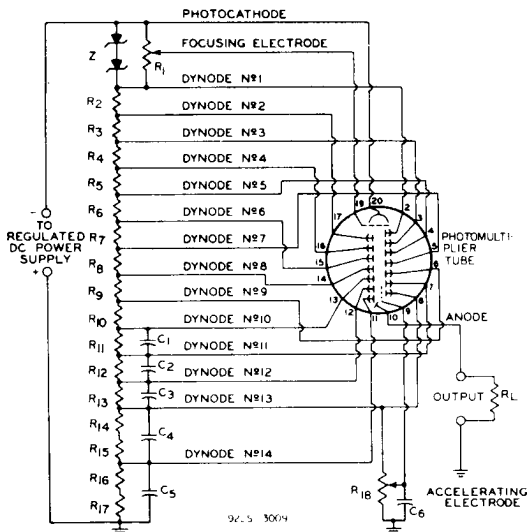 PHOTOCATHODE
FOCUSING ELECTRODE
Z
R1
DYNODE №1
R2
DYNODE №2
R3
DYNODE №3
R4
DYNODE №4
R5
DYNODE №5
R6
DYNODE №6
R7
DYNODE №7
R8
DYNODE №8
R9
DYNODE №9
R10
DYNODE №10
R11
C1
DYNODE №11
R12
C2
DYNODE №12
R13
C3
DYNODE №13
R14
C4
R15
DYNODE №14
R16
C5
R17
-
TO
REGULATED
DC POWER
SUPPLY
+
19
20
2
3
4
5
6
7
8
9
10
11
12
13
14
15
16
17
PHOTOMULTI-
PLIER
TUBE
ANODE
OUTPUT
RL
ACCELERATING
ELECTRODE
R18
C6